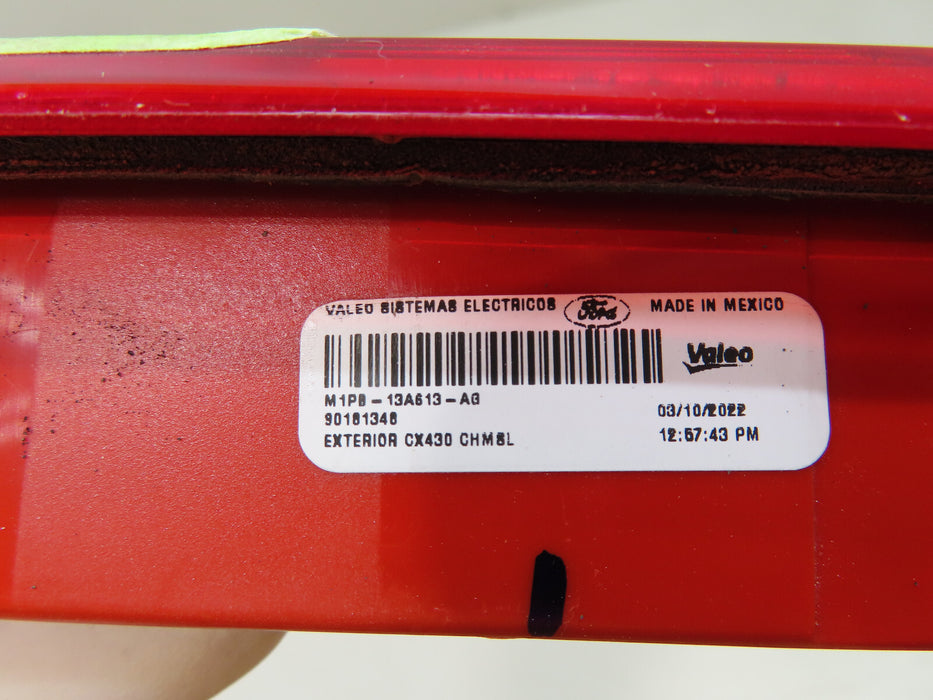 VALEO SISTEMAS ELECTRICOS Ford MADE IN MEXICO
Valeo
M1PB-13A613-AG
90181348
03/10/2022
EXTERIOR CX430 CHMSL
12:57:43 PM